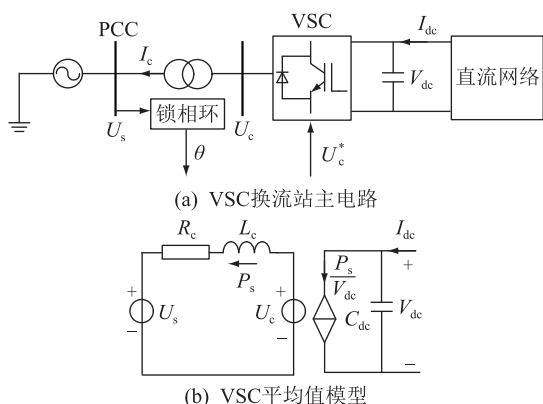 PCC
VSC
I_c
I_dc
V_dc
直流网络
锁相环
U_s
U_c
θ
U_c^*
(a) VSC换流站主电路
R_c
L_c
I_dc
P_s
P_s
V_dc
+
U_s
−
+
U_c
−
C_dc
V_dc
+
−
(b) VSC平均值模型